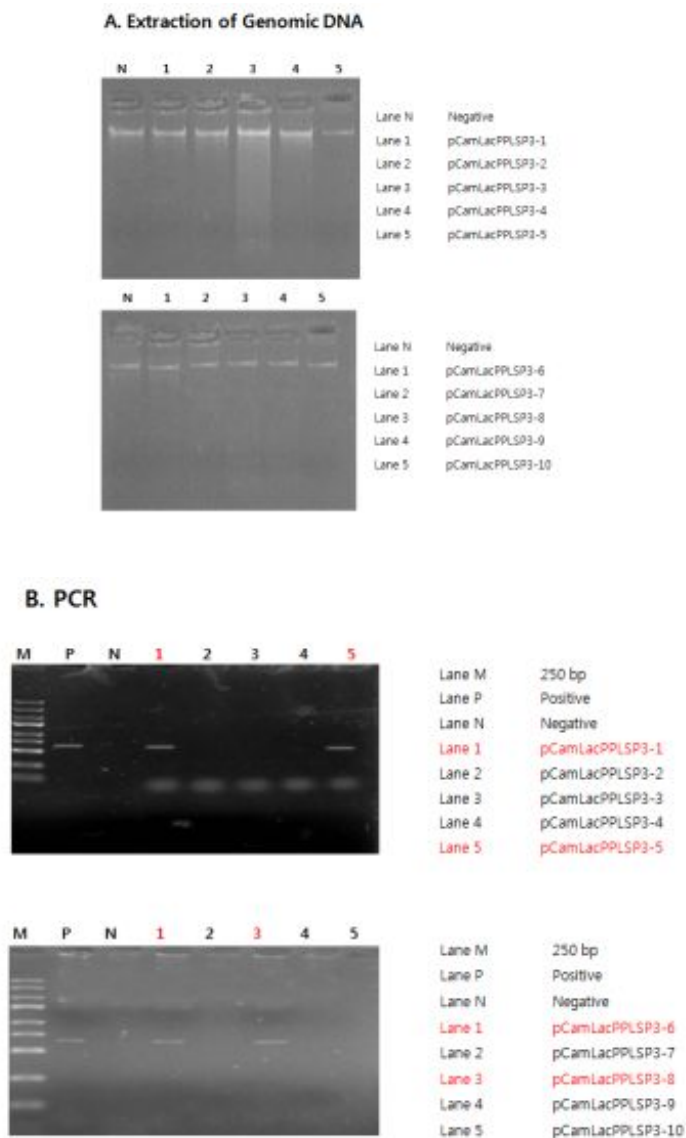 A. Extraction of Genomic DNA
N 1 2 3 4 5
Lane N Negative
Lane 1 pCamLacPPLSP3-1
Lane 2 pCamLacPPLSP3-2
Lane 3 pCamLacPPLSP3-3
Lane 4 pCamLacPPLSP3-4
Lane 5 pCamLacPPLSP3-5
N 1 2 3 4 5
Lane N Negative
Lane 1 pCamLacPPLSP3-6
Lane 2 pCamLacPPLSP3-7
Lane 3 pCamLacPPLSP3-8
Lane 4 pCamLacPPLSP3-9
Lane 5 pCamLacPPLSP3-10
B. PCR
M P N 1 2 3 4 5
Lane M 250 bp
Lane P Positive
Lane N Negative
Lane 1 pCamLacPPLSP3-1
Lane 2 pCamLacPPLSP3-2
Lane 3 pCamLacPPLSP3-3
Lane 4 pCamLacPPLSP3-4
Lane 5 pCamLacPPLSP3-5
M P N 1 2 3 4 5
Lane M 250 bp
Lane P Positive
Lane N Negative
Lane 1 pCamLacPPLSP3-6
Lane 2 pCamLacPPLSP3-7
Lane 3 pCamLacPPLSP3-8
Lane 4 pCamLacPPLSP3-9
Lane 5 pCamLacPPLSP3-10